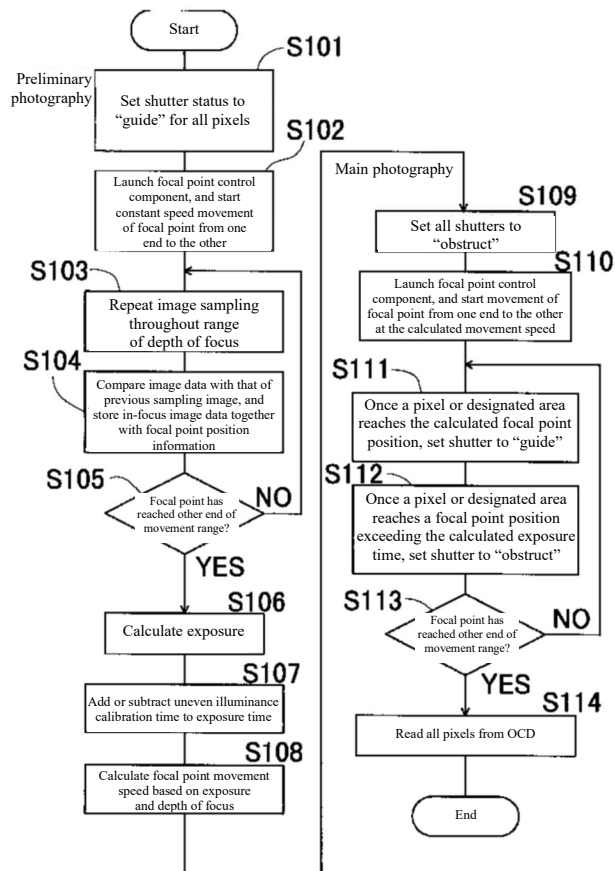 Start
S101
Preliminary
photography
Set shutter status to
“guide” for all pixels
S102
Launch focal point control
component, and start
constant speed movement
of focal point from one
end to the other
S103
Repeat image sampling
throughout range
of depth of focus
S104
Compare image data with that of
previous sampling image, and
store in-focus image data together
with focal point position
information
S105
Focal point has
reached other end of
movement range?
NO
YES
S106
Calculate exposure
S107
Add or subtract uneven illuminance
calibration time to exposure time
S108
Calculate focal point movement
speed based on exposure
and depth of focus
Main photography
S109
Set all shutters to
“obstruct”
S110
Launch focal point control
component, and start movement of
focal point from one end to the other
at the calculated movement speed
S111
Once a pixel or designated area
reaches the calculated focal point
position, set shutter to “guide”
S112
Once a pixel or designated area
reaches a focal point position
exceeding the calculated exposure
time, set shutter to “obstruct”
S113
Focal point has
reached other end of
movement range?
NO
YES
S114
Read all pixels from OCD
End